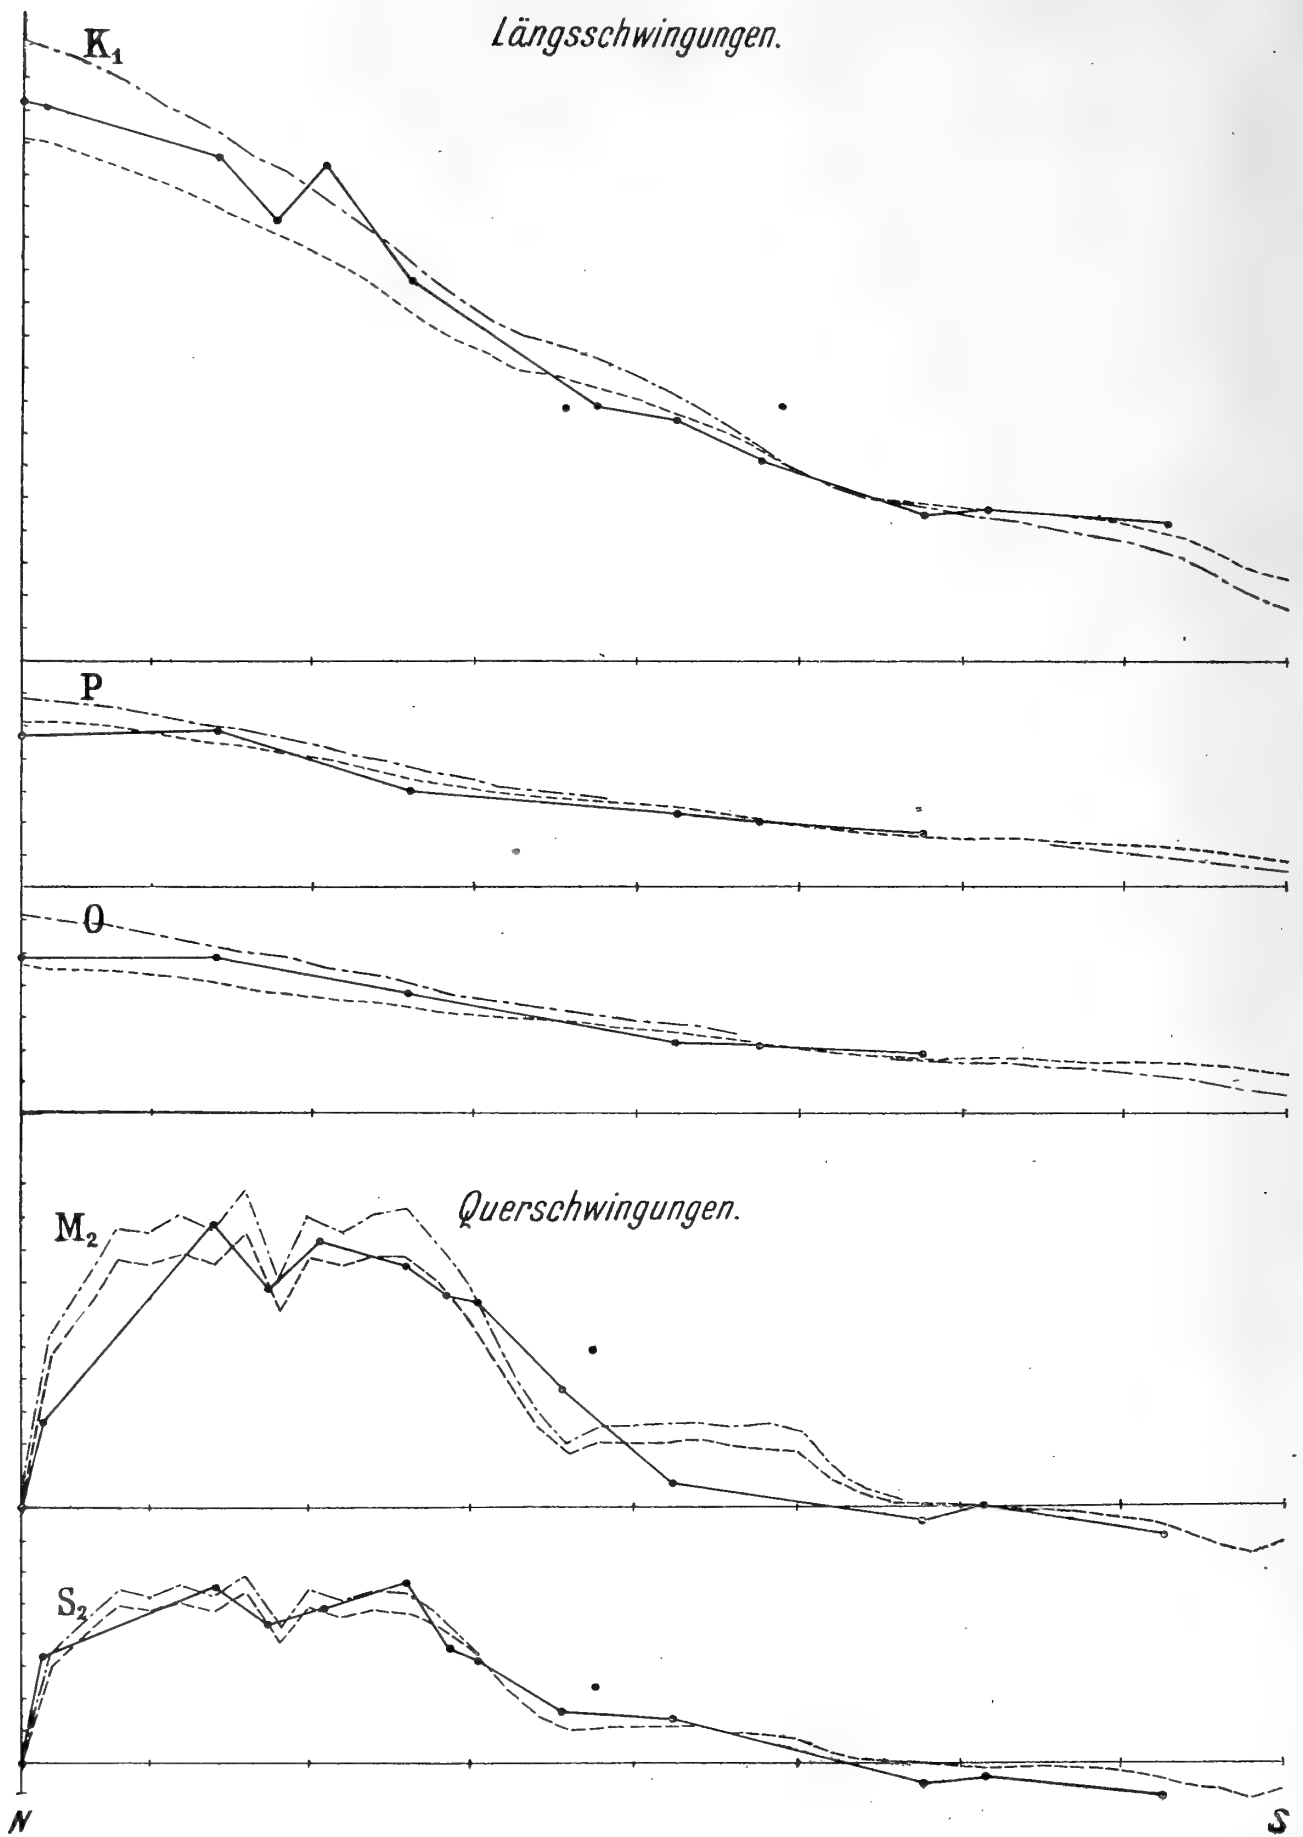 Längsschwingungen.
K₁
P
O
Querschwingungen.
M₂
S₂
N S